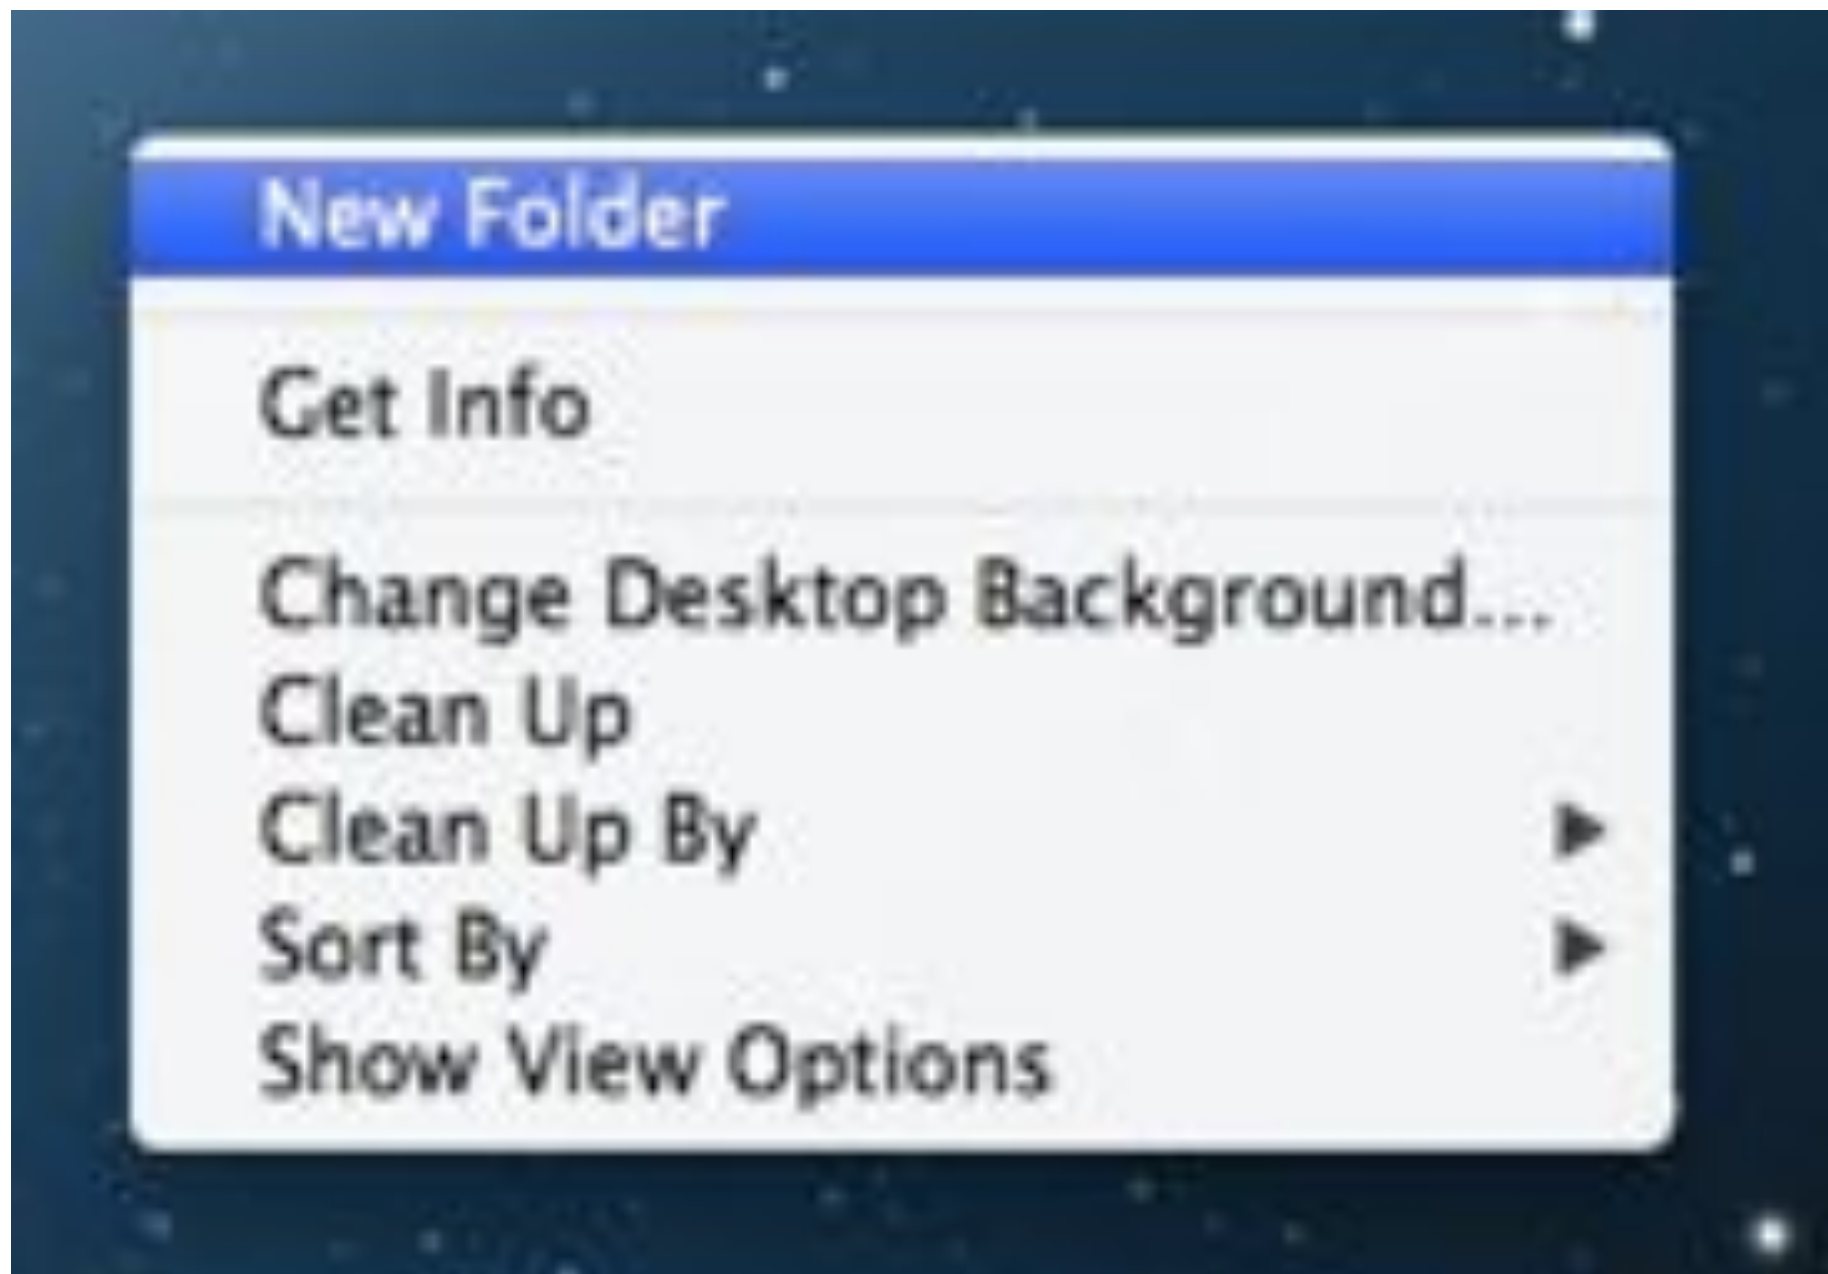 New Folder
Get Info
Change Desktop Background...
Clean Up
Clean Up By
Sort By
Show View Options